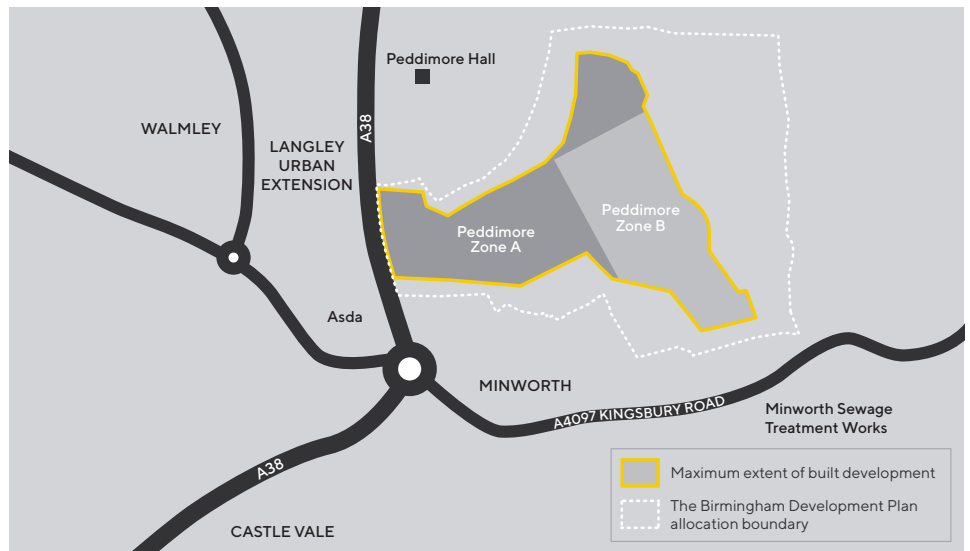 Peddimore Hall
WALMLEY
A38
LANGLEY
URBAN
EXTENSION
Peddimore
Zone A
Peddimore
Zone B
Asda
MINWORTH
A4097 KINGSBURY ROAD
Minworth Sewage
Treatment Works
A38
CASTLE VALE
Maximum extent of built development
The Birmingham Development Plan
allocation boundary